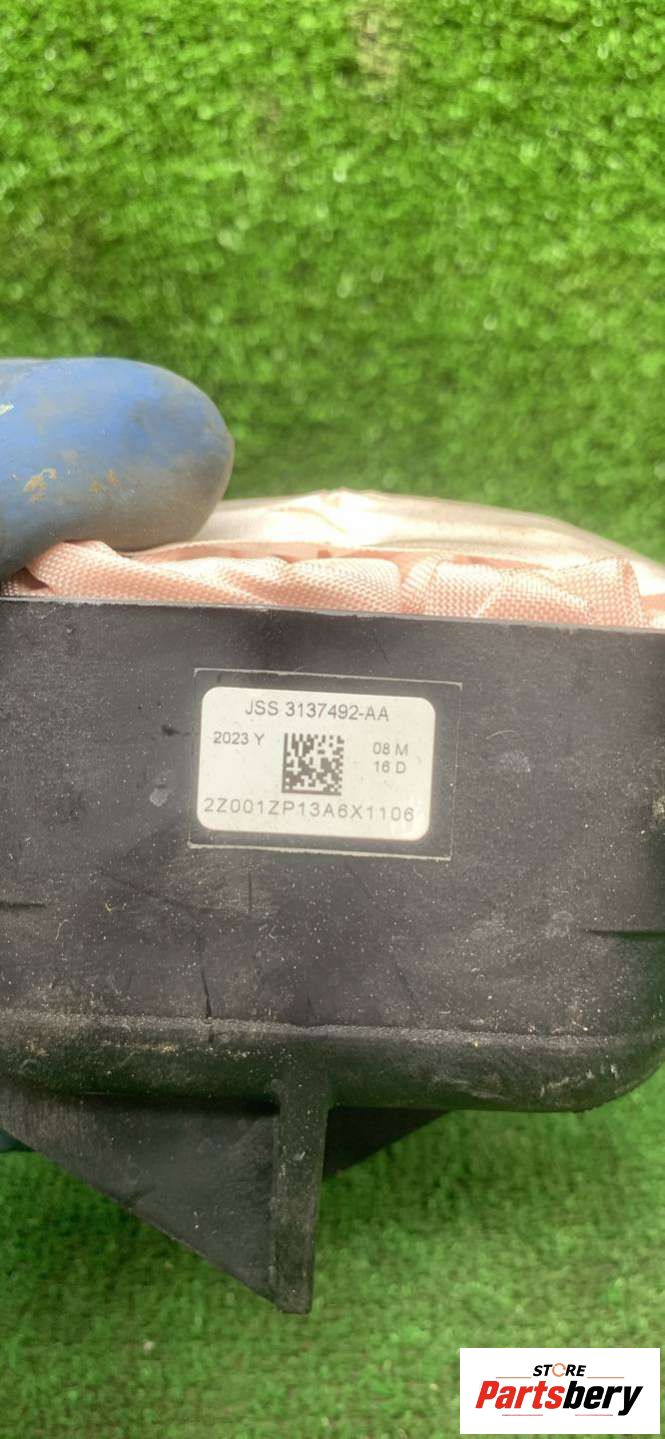 JSS 3137492-AA
2023 Y
08 M
16 D
2Z001ZP13A6X1106
STORE
Partsbery